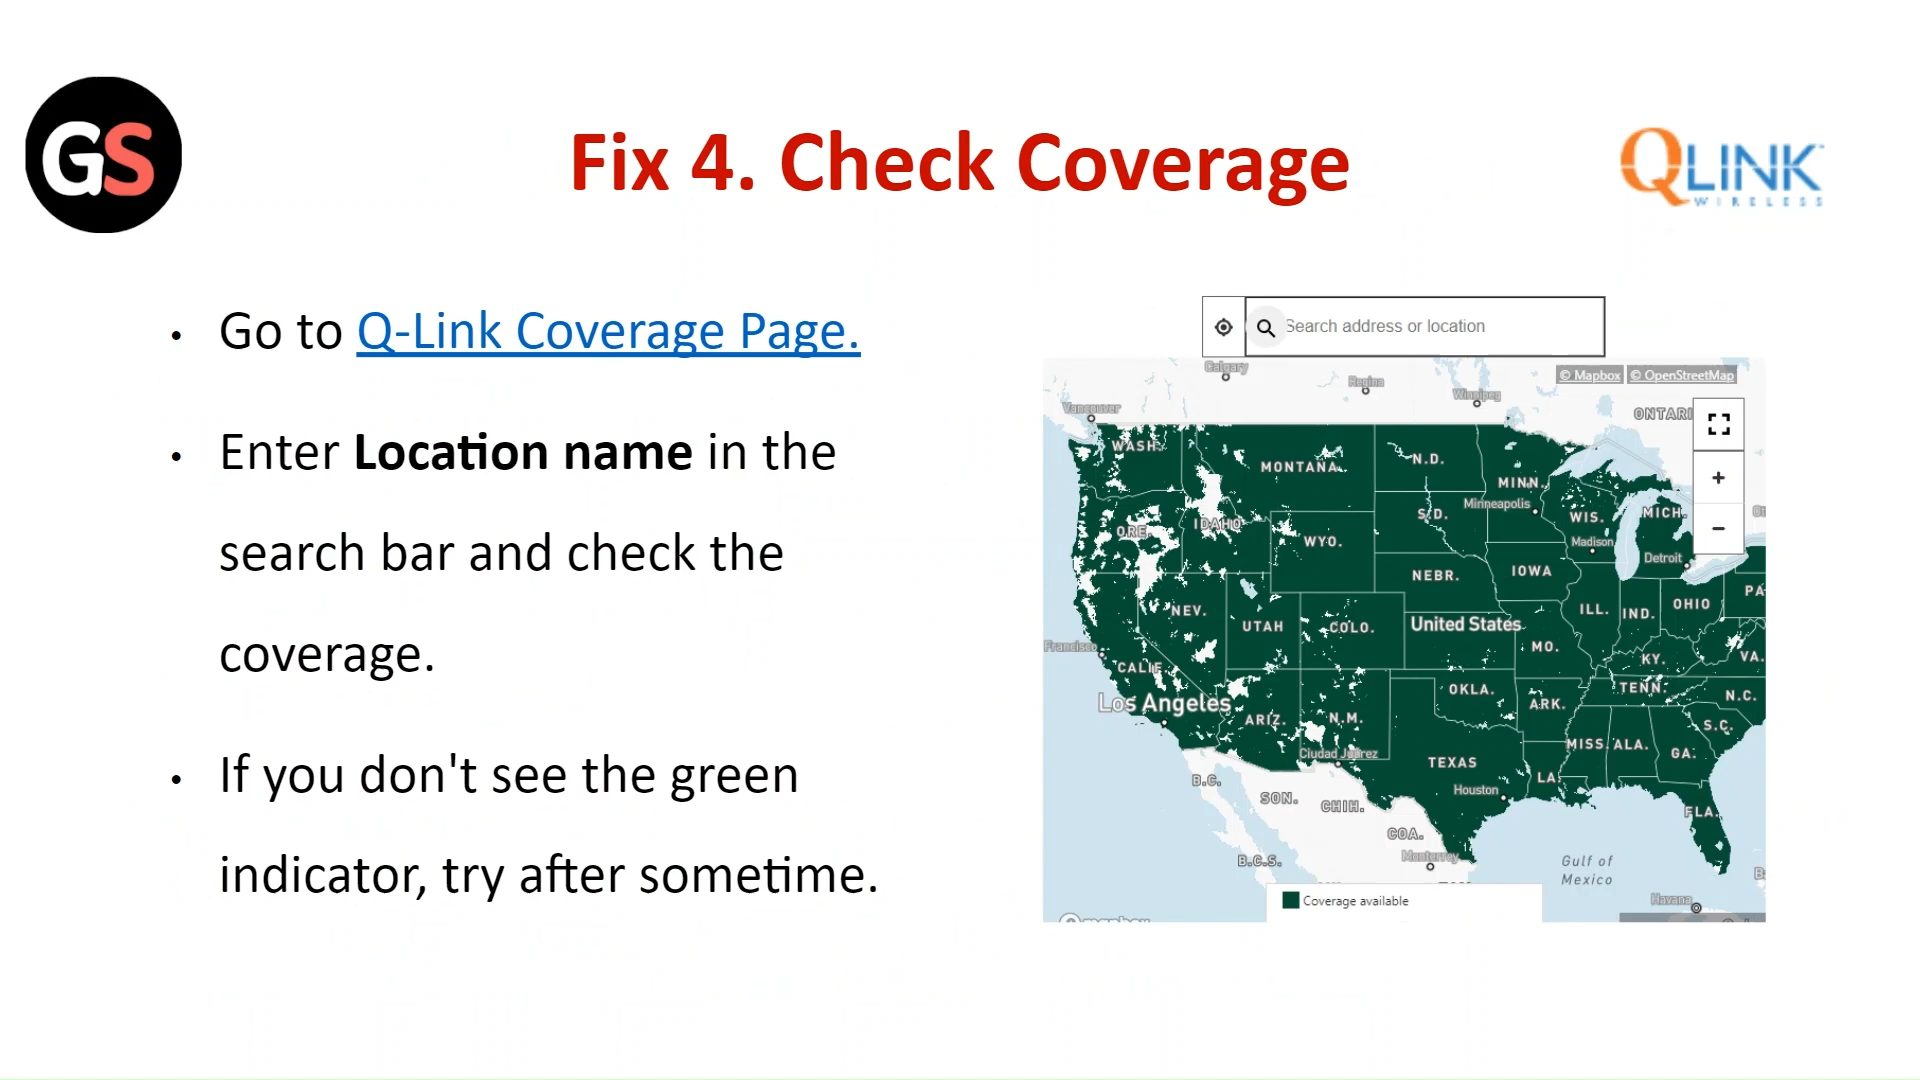 GS
Fix 4. Check Coverage
QLINK
WIRELESS
• Go to Q-Link Coverage Page.
• Enter Location name in the
search bar and check the
coverage.
• If you don't see the green
indicator, try after sometime.
Search address or location
© Mapbox © OpenStreetMap
Calgary
Regina
Winnipeg
Vancouver
ONTARI
WASH.
MONTANA
N.D.
MINN.
Minneapolis
S.D.
WIS.
MICH.
ORE.
IDAHO
WYO.
Madison
Detroit
NEBR.
IOWA
NEV.
UTAH
COLO.
United States
ILL.
IND.
OHIO
PA
Francisco
CALIF.
MO.
KY.
VA.
Los Angeles
ARIZ.
N.M.
OKLA.
ARK.
TENN.
N.C.
S.C.
Ciudad Juárez
TEXAS
MISS.
ALA.
GA.
B.C.
SON.
CHIH.
Houston
LA.
COA.
FLA.
Monterrey
B.C.S.
Gulf of
Mexico
Havana
Coverage available
mapbox